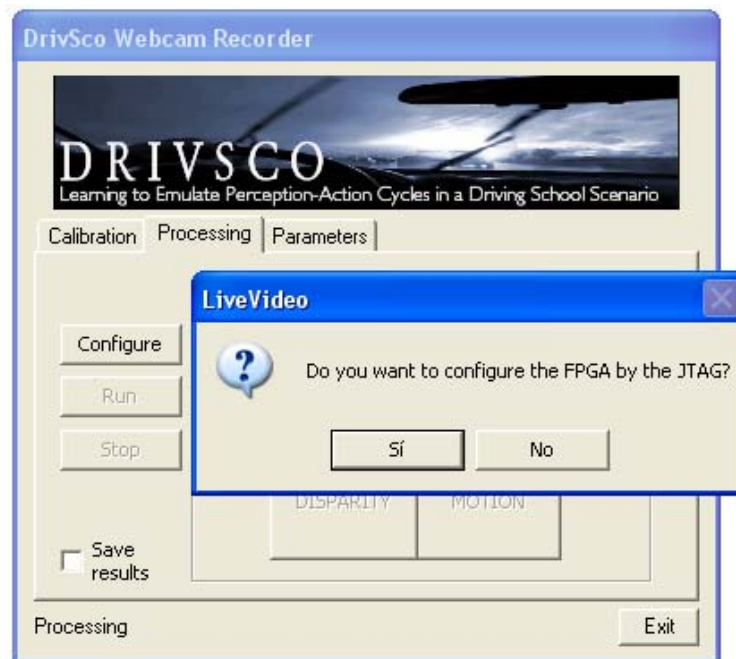 DrivSco Webcam Recorder
DRIVSCO
Learning to Emulate Perception-Action Cycles in a Driving School Scenario
Calibration Processing Parameters
LiveVideo
Configure
Do you want to configure the FPGA by the JTAG?
Run
Stop
Sí No
DISPARITY MOTION
Save
results
Processing Exit